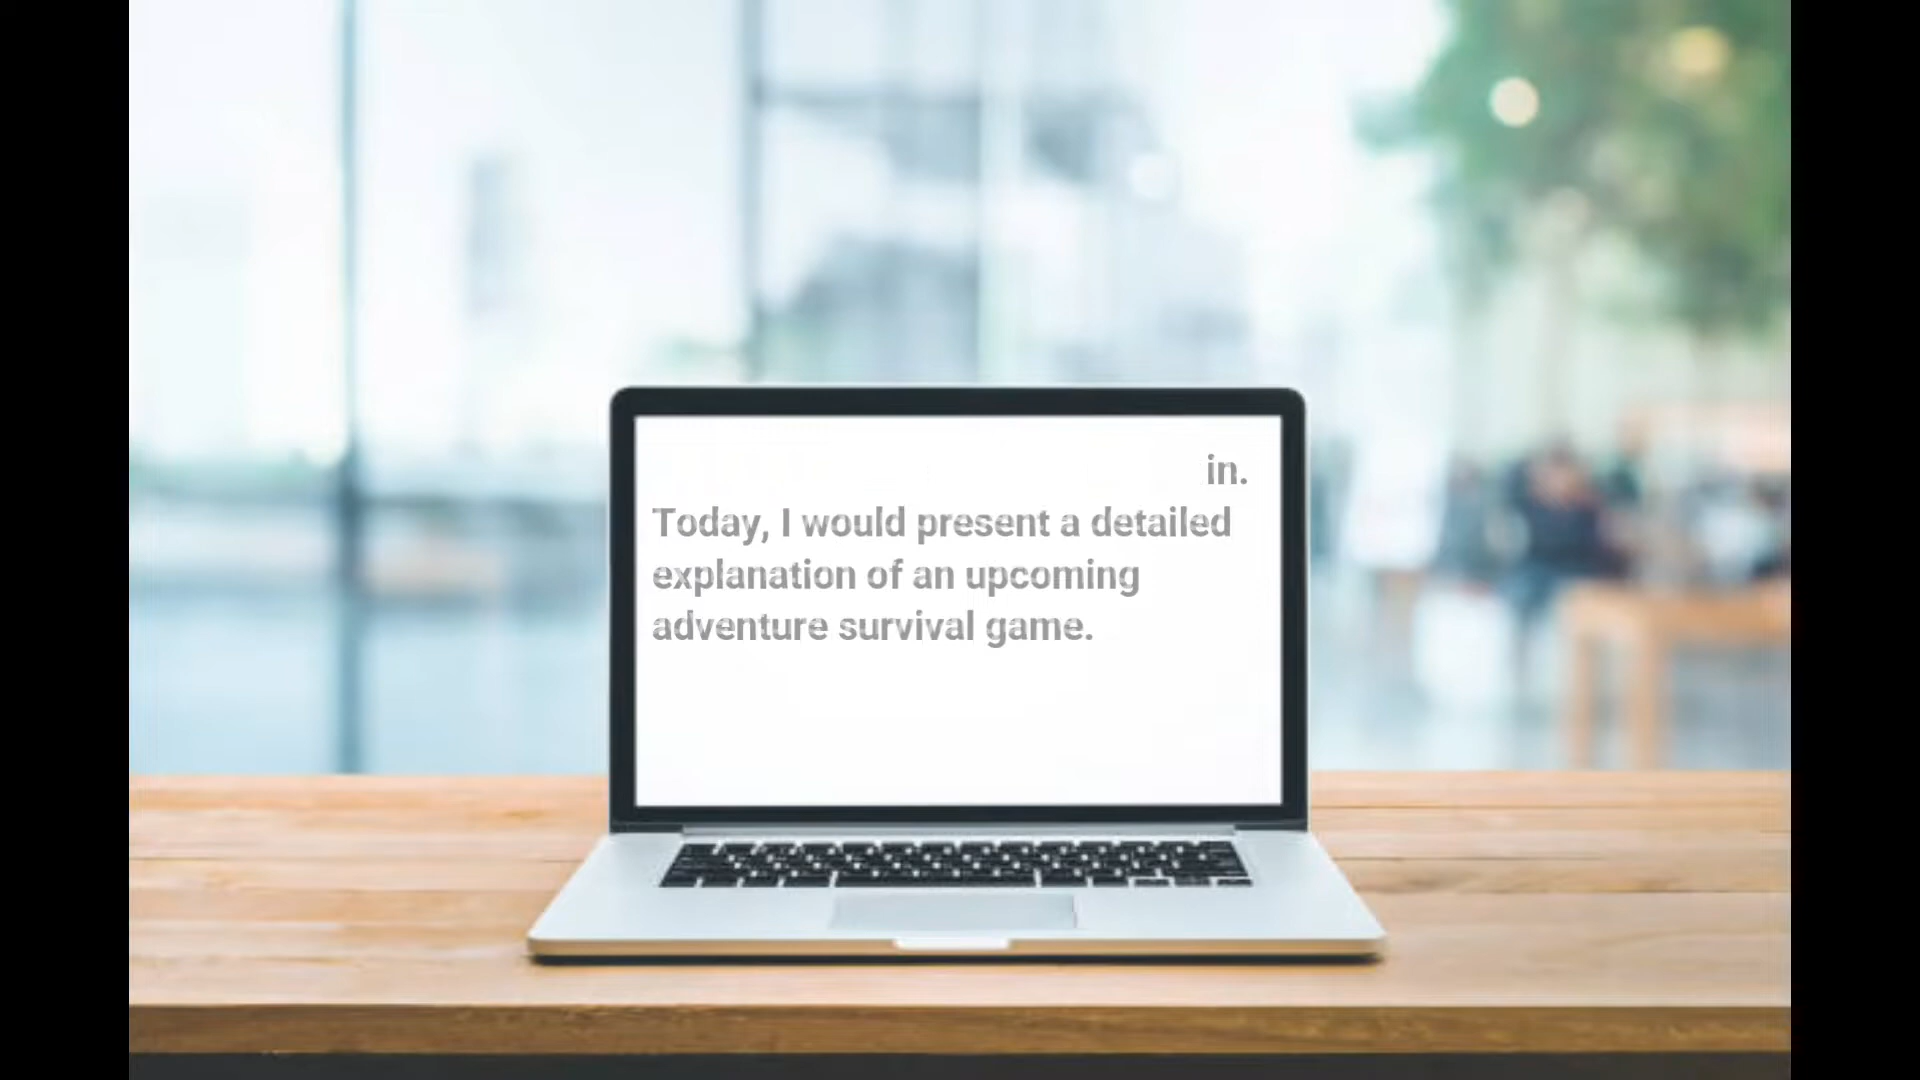 in.
Today, I would present a detailed
explanation of an upcoming
adventure survival game.